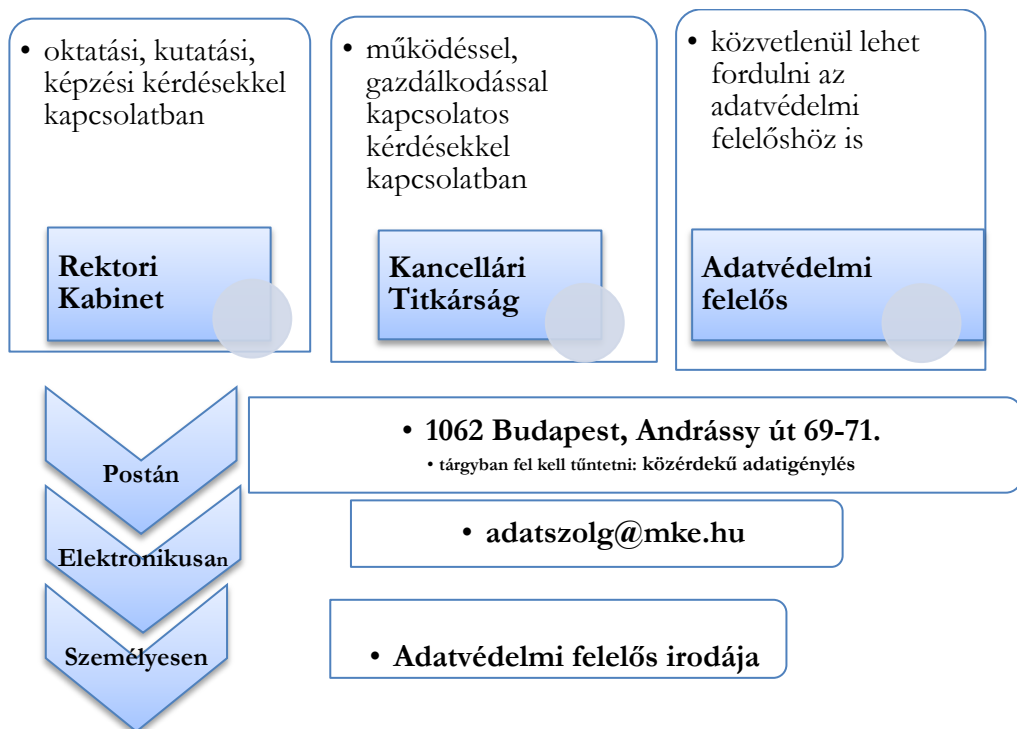 • oktatási, kutatási,
képzési kérdésekkel
kapcsolatban
Rektori
Kabinet
• működéssel,
gazdálkodással
kapcsolatos
kérdésekkel
kapcsolatban
Kancellári
Titkárság
• közvetlenül lehet
fordulni az
adatvédelmi
felelőshöz is
Adatvédelmi
felelős
Postán
• 1062 Budapest, Andrássy út 69-71.
• tárgyban fel kell tűntetni: közérdekű adatigénylés
Elektronikusan
• adatszolg@mke.hu
Személyesen
• Adatvédelmi felelős irodája